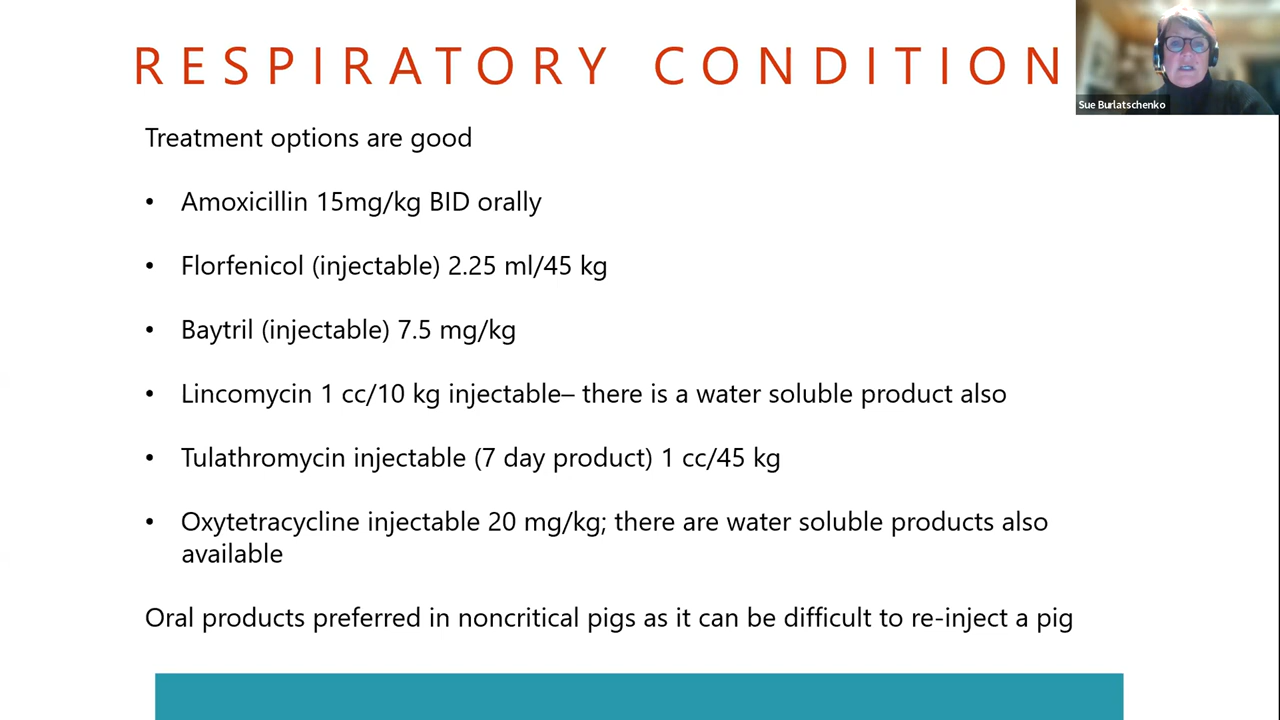 RESPIRATORY CONDITION
Sue Burlatschenko
Treatment options are good
• Amoxicillin 15mg/kg BID orally
• Florfenicol (injectable) 2.25 ml/45 kg
• Baytril (injectable) 7.5 mg/kg
• Lincomycin 1 cc/10 kg injectable– there is a water soluble product also
• Tulathromycin injectable (7 day product) 1 cc/45 kg
• Oxytetracycline injectable 20 mg/kg; there are water soluble products also
available
Oral products preferred in noncritical pigs as it can be difficult to re-inject a pig